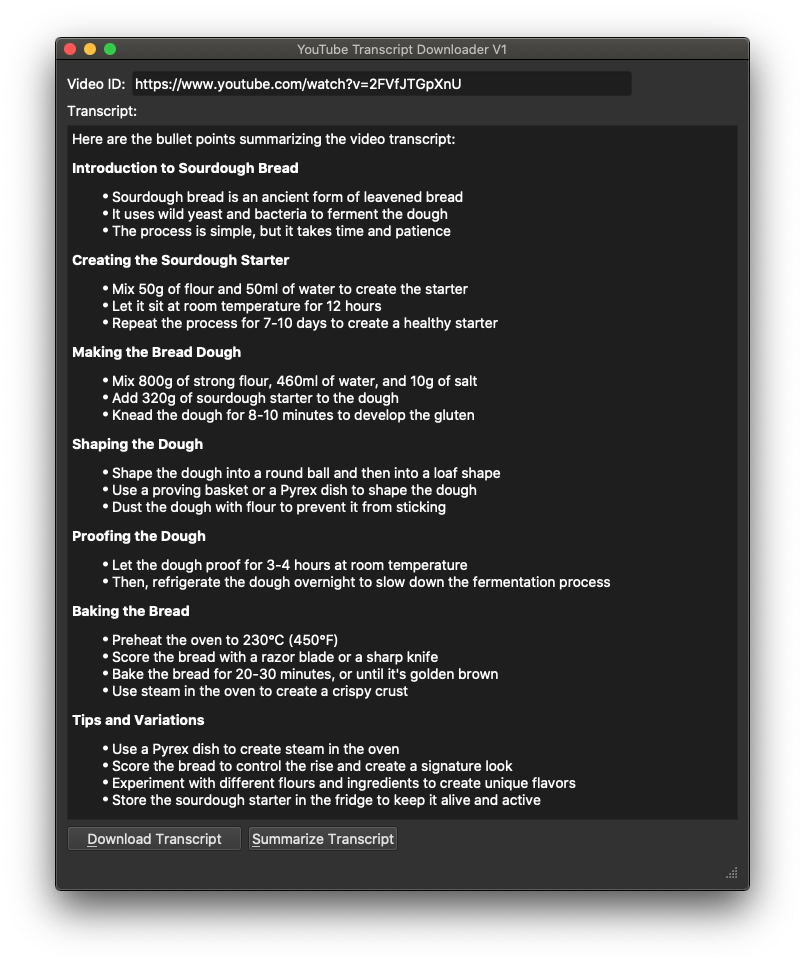 YouTube Transcript Downloader V1
Video ID: https://www.youtube.com/watch?v=2FVfJTGpXnU
Transcript:
Here are the bullet points summarizing the video transcript:
Introduction to Sourdough Bread
• Sourdough bread is an ancient form of leavened bread
• It uses wild yeast and bacteria to ferment the dough
• The process is simple, but it takes time and patience
Creating the Sourdough Starter
• Mix 50g of flour and 50ml of water to create the starter
• Let it sit at room temperature for 12 hours
• Repeat the process for 7-10 days to create a healthy starter
Making the Bread Dough
• Mix 800g of strong flour, 460ml of water, and 10g of salt
• Add 320g of sourdough starter to the dough
• Knead the dough for 8-10 minutes to develop the gluten
Shaping the Dough
• Shape the dough into a round ball and then into a loaf shape
• Use a proving basket or a Pyrex dish to shape the dough
• Dust the dough with flour to prevent it from sticking
Proofing the Dough
• Let the dough proof for 3-4 hours at room temperature
• Then, refrigerate the dough overnight to slow down the fermentation process
Baking the Bread
• Preheat the oven to 230°C (450°F)
• Score the bread with a razor blade or a sharp knife
• Bake the bread for 20-30 minutes, or until it's golden brown
• Use steam in the oven to create a crispy crust
Tips and Variations
• Use a Pyrex dish to create steam in the oven
• Score the bread to control the rise and create a signature look
• Experiment with different flours and ingredients to create unique flavors
• Store the sourdough starter in the fridge to keep it alive and active
Download Transcript
Summarize Transcript